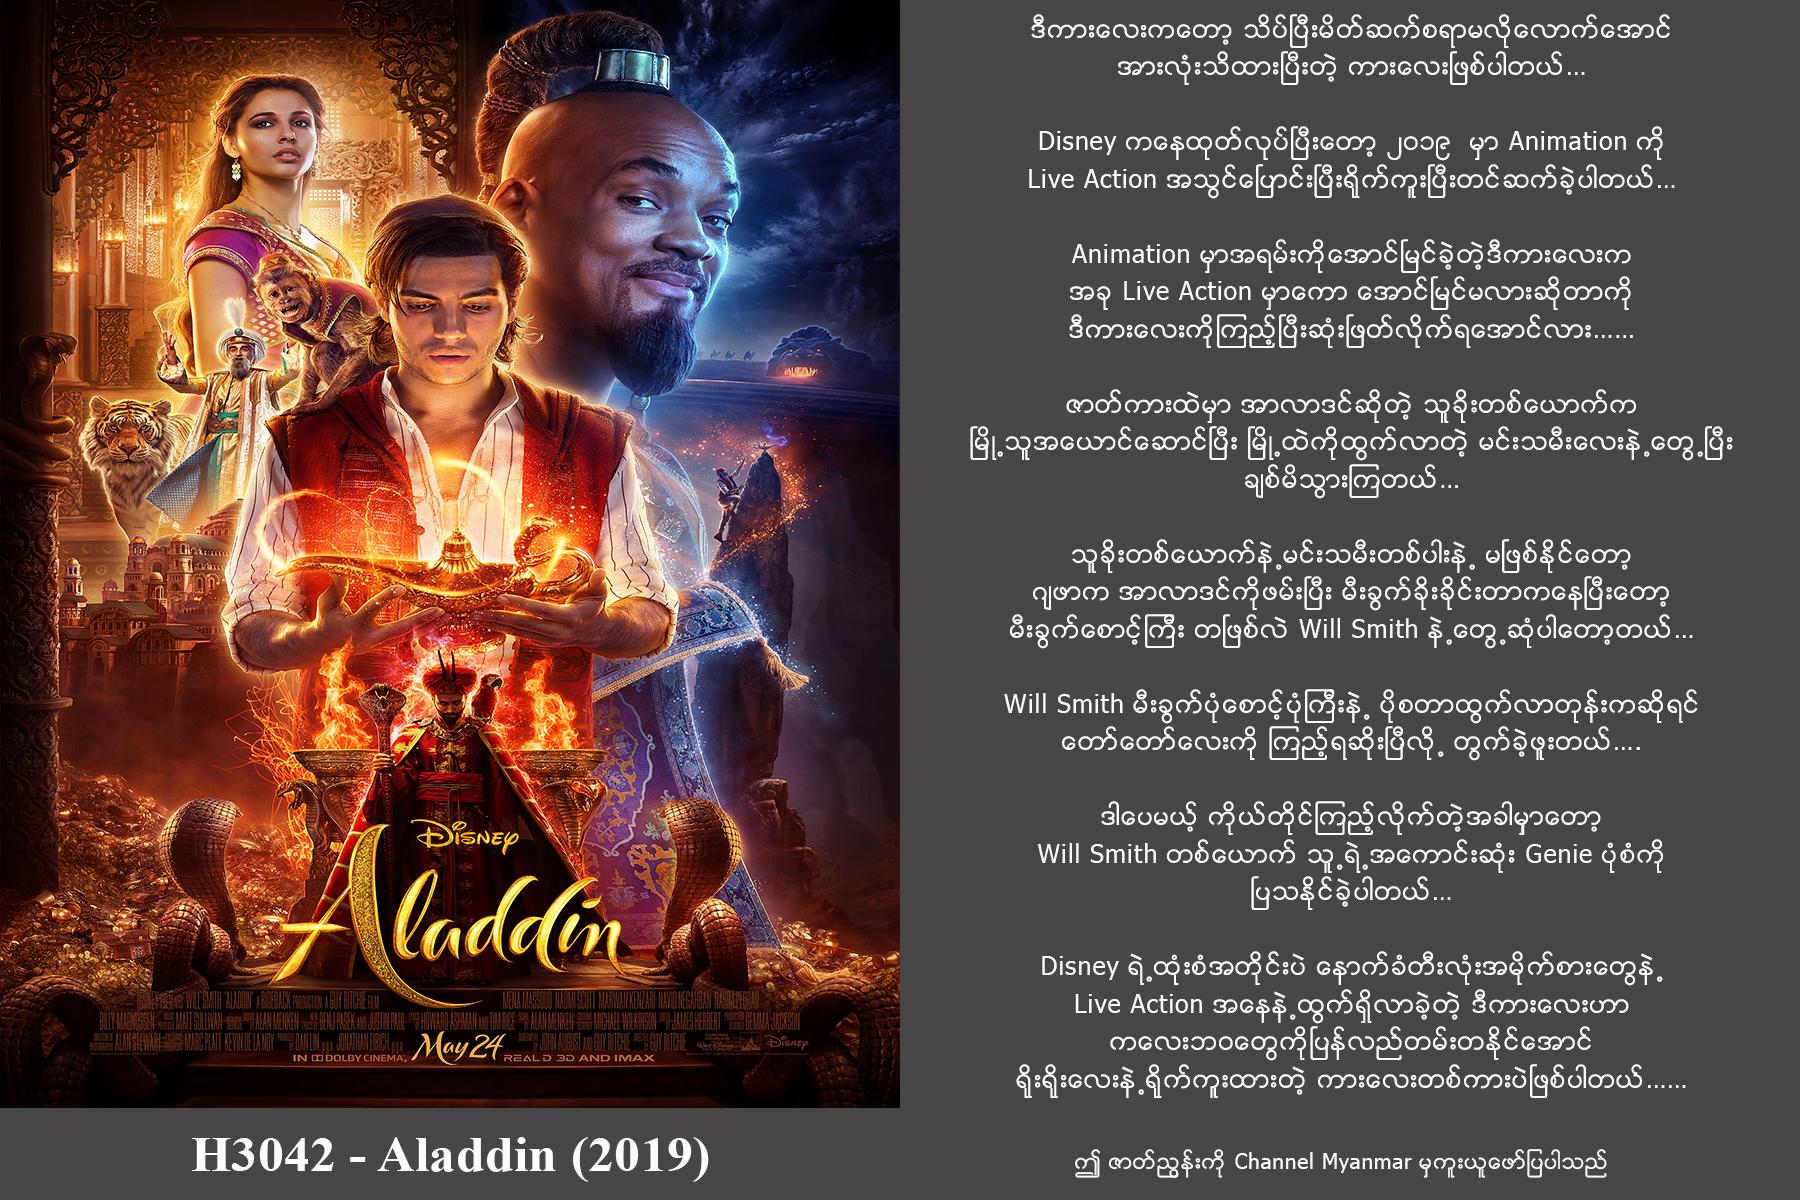 DISNEY
Aladdin
IN DOLBY CINEMA, May 24 REALD 3D AND IMAX
H3042 - Aladdin (2019)
ဒီကားလေးကတော့ သိပ်ပြီးမိတ်ဆက်စရာမလိုလောက်အောင်
အားလုံးသိထားပြီးတဲ့ ကားလေးဖြစ်ပါတယ်...
Disney ကနေထုတ်လုပ်ပြီးတော့ ၂၀၁၉ မှာ Animation ကို
Live Action အသွင်ပြောင်းပြီးရိုက်ကူးပြီးတင်ဆက်ခဲ့ပါတယ်...
Animation မှာအရမ်းကိုအောင်မြင်ခဲ့တဲ့ဒီကားလေးက
အခု Live Action မှာကော အောင်မြင်မလားဆိုတာကို
ဒီကားလေးကိုကြည့်ပြီးဆုံးဖြတ်လိုက်ရအောင်လား......
ဇာတ်ကားထဲမှာ အာလာဒင်ဆိုတဲ့ သူခိုးတစ်ယောက်က
မြို့သူအယောင်ဆောင်ပြီး မြို့ထဲကိုထွက်လာတဲ့ မင်းသမီးလေးနဲ့တွေ့ပြီး
ချစ်မိသွားကြတယ်...
သူခိုးတစ်ယောက်နဲ့မင်းသမီးတစ်ပါးနဲ့ မဖြစ်နိုင်တော့
ဂျဖာက အာလာဒင်ကိုဖမ်းပြီး မီးခွက်ခိုးခိုင်းတာကနေပြီးတော့
မီးခွက်စောင့်ကြီး တဖြစ်လဲ Will Smith နဲ့တွေ့ဆုံပါတော့တယ်...
Will Smith မီးခွက်ပုံစောင့်ပုံကြီးနဲ့ ပိုစတာထွက်လာတုန်းကဆိုရင်
တော်တော်လေးကို ကြည့်ရဆိုးပြီလို့ တွက်ခဲ့ဖူးတယ်....
ဒါပေမယ့် ကိုယ်တိုင်ကြည့်လိုက်တဲ့အခါမှာတော့
Will Smith တစ်ယောက် သူ့ရဲ့အကောင်းဆုံး Genie ပုံစံကို
ပြသနိုင်ခဲ့ပါတယ်...
Disney ရဲ့ထုံးစံအတိုင်းပဲ နောက်ခံတီးလုံးအမိုက်စားတွေနဲ့
Live Action အနေနဲ့ထွက်ရှိလာခဲ့တဲ့ ဒီကားလေးဟာ
ကလေးဘဝတွေကိုပြန်လည်တမ်းတနိုင်အောင်
ရိုးရိုးလေးနဲ့ရိုက်ကူးထားတဲ့ ကားလေးတစ်ကားပဲဖြစ်ပါတယ်......
ဤ ဇာတ်ညွှန်းကို Channel Myanmar မှကူးယူဖော်ပြပါသည်